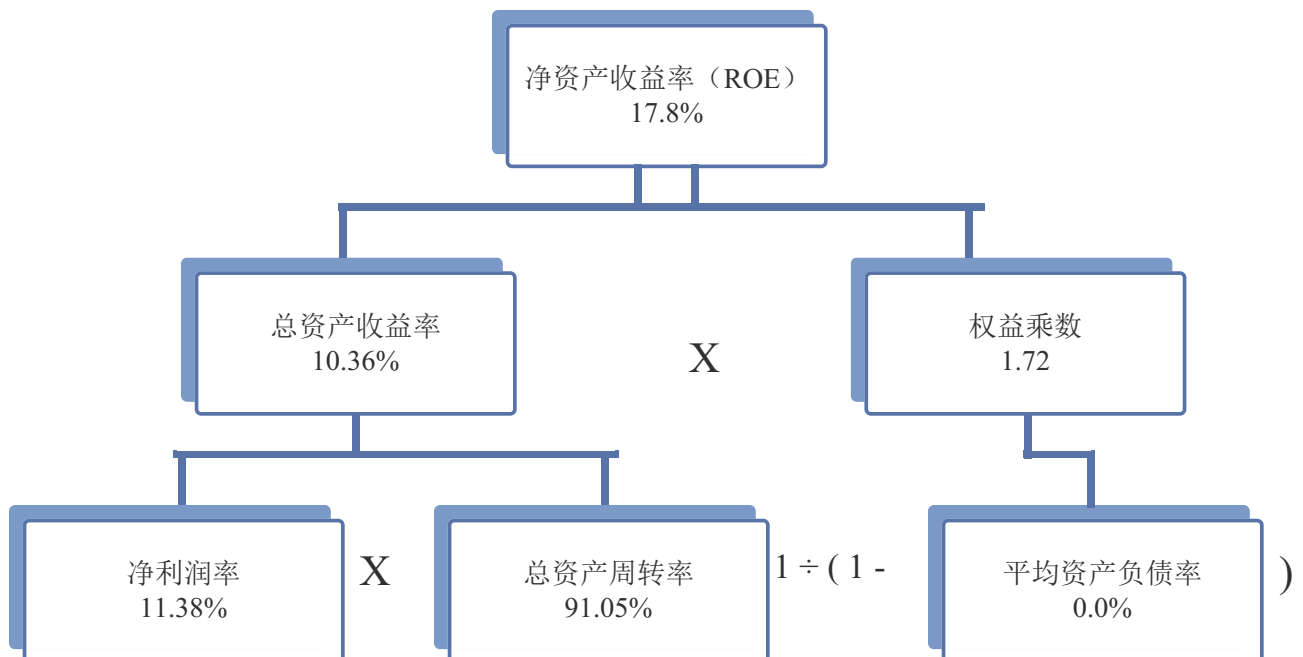 净资产收益率（ROE）
17.8%
总资产收益率
10.36%
X
权益乘数
1.72
净利润率
11.38%
X
总资产周转率
91.05%
1 ÷ ( 1 -
平均资产负债率
0.0%
)